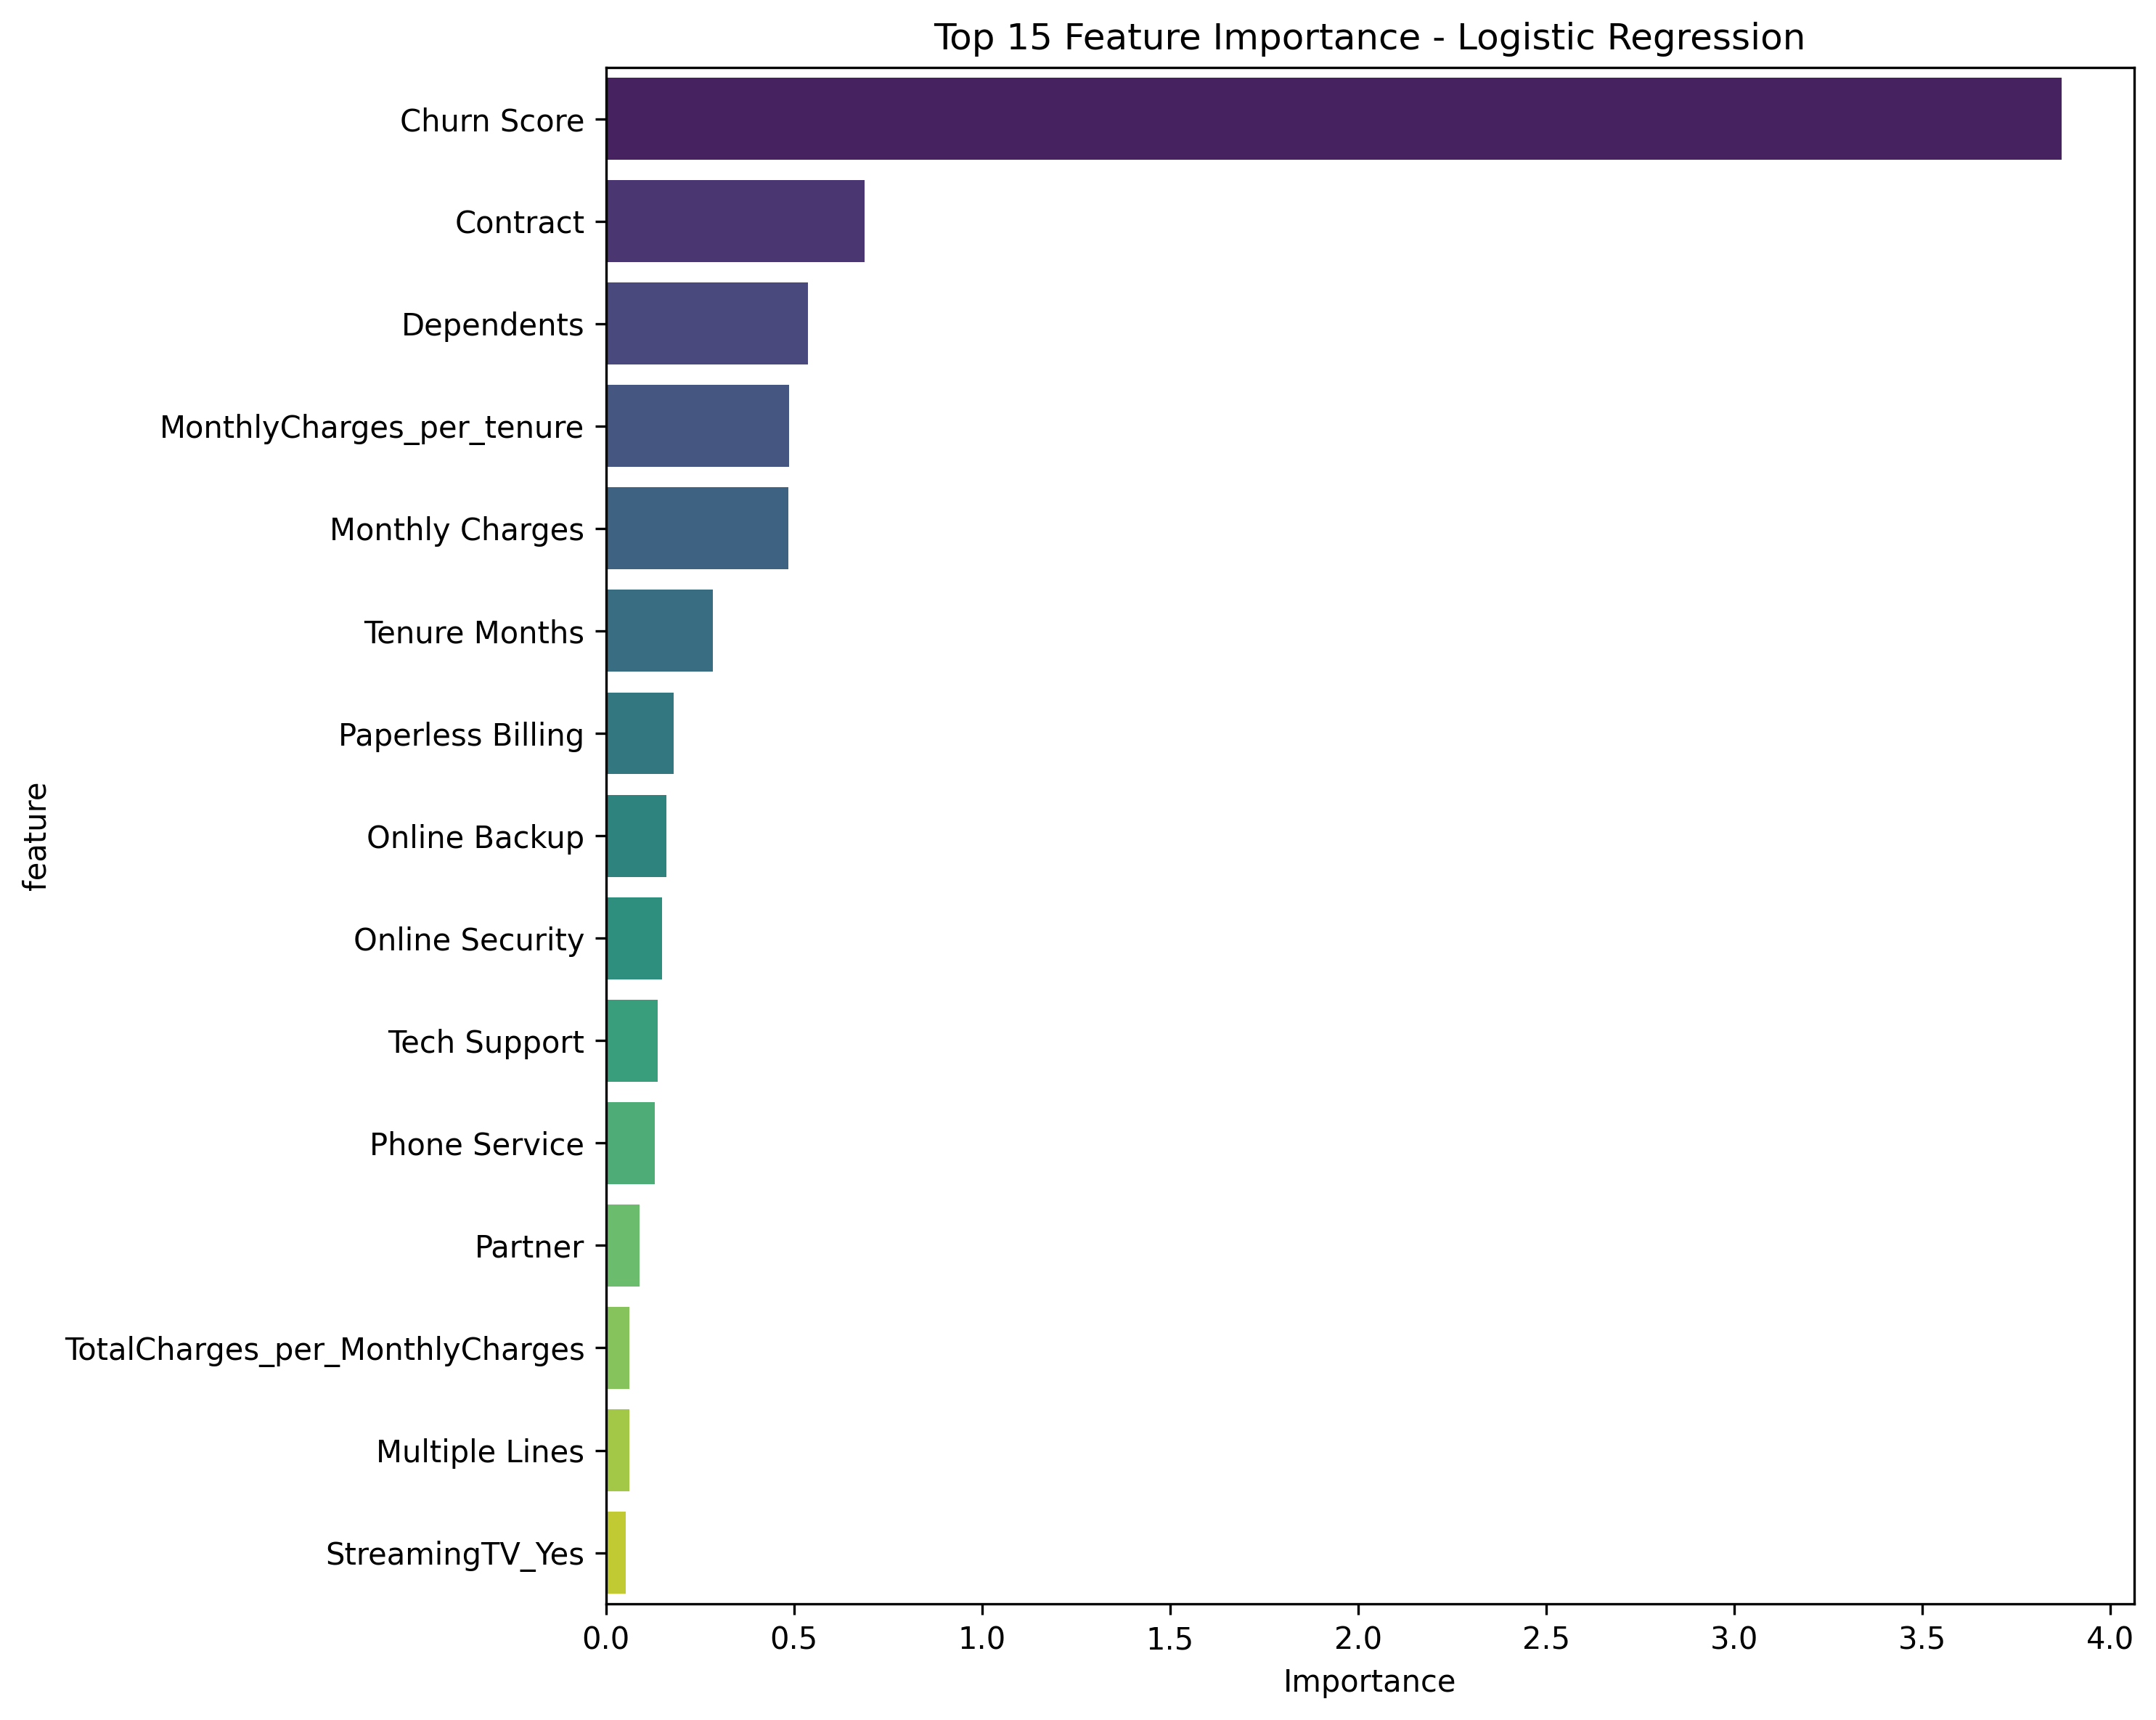 Top 15 Feature Importance - Logistic Regression
Churn Score
Contract
Dependents
MonthlyCharges_per_tenure
Monthly Charges
Tenure Months
Paperless Billing
Online Backup
Online Security
Tech Support
Phone Service
Partner
TotalCharges_per_MonthlyCharges
Multiple Lines
StreamingTV_Yes
feature
0.0 0.5 1.0 1.5 2.0 2.5 3.0 3.5 4.0
Importance